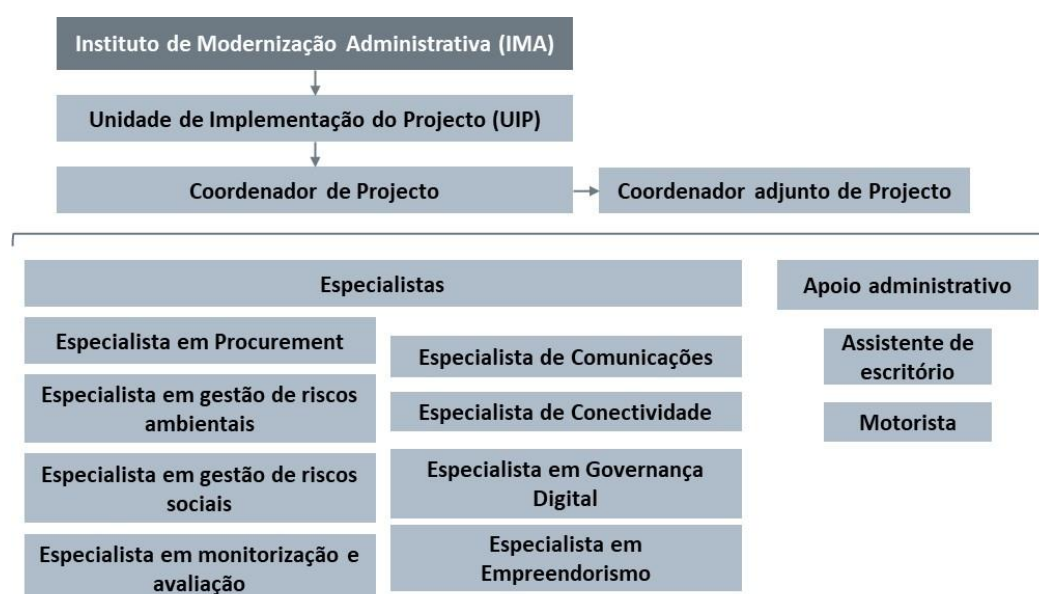 Instituto de Modernização Administrativa (IMA)
Unidade de Implementação do Projecto (UIP)
Coordenador de Projecto
Coordenador adjunto de Projecto
Especialistas
Especialista em Procurement
Especialista em gestão de riscos
ambientais
Especialista em gestão de riscos
sociais
Especialista em monitorização e
avaliação
Especialista de Comunicações
Especialista de Conectividade
Especialista em Governança
Digital
Especialista em
Empreendorismo
Apoio administrativo
Assistente de
escritório
Motorista